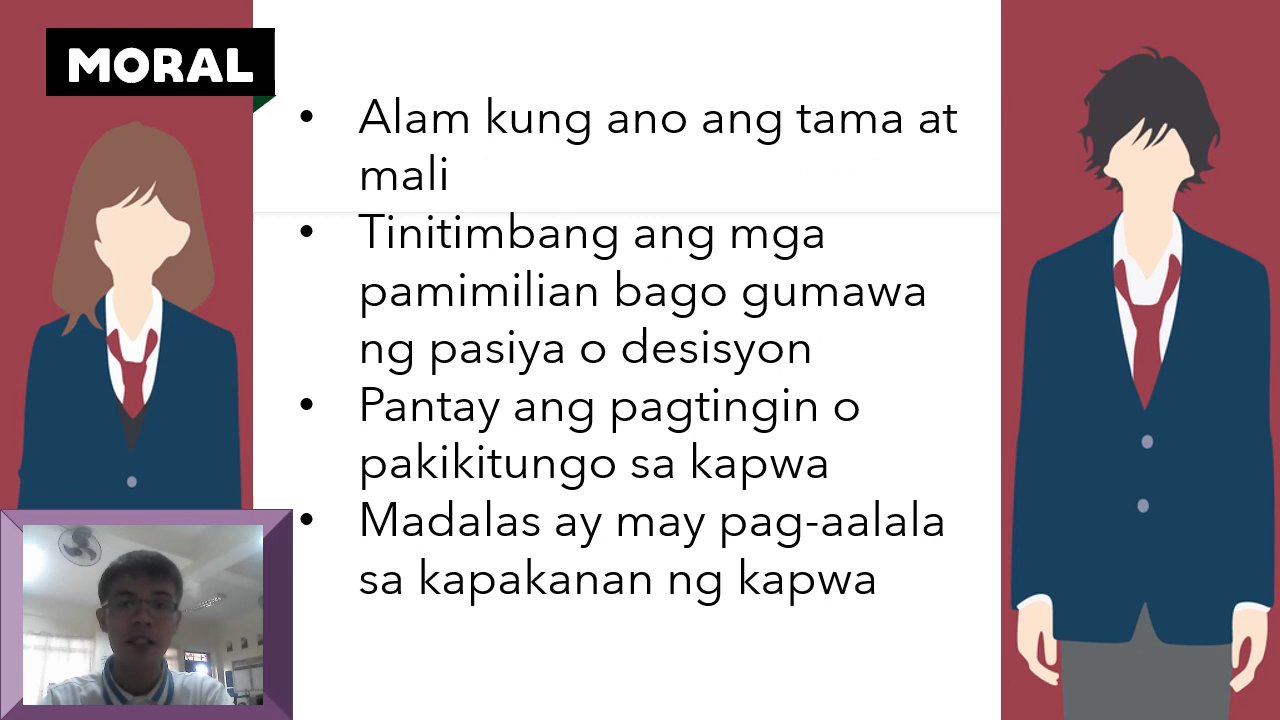 MORAL
• Alam kung ano ang tama at
mali
• Tinitimbang ang mga
pamimilian bago gumawa
ng pasiya o desisyon
• Pantay ang pagtingin o
pakikitungo sa kapwa
• Madalas ay may pag-aalala
sa kapakanan ng kapwa